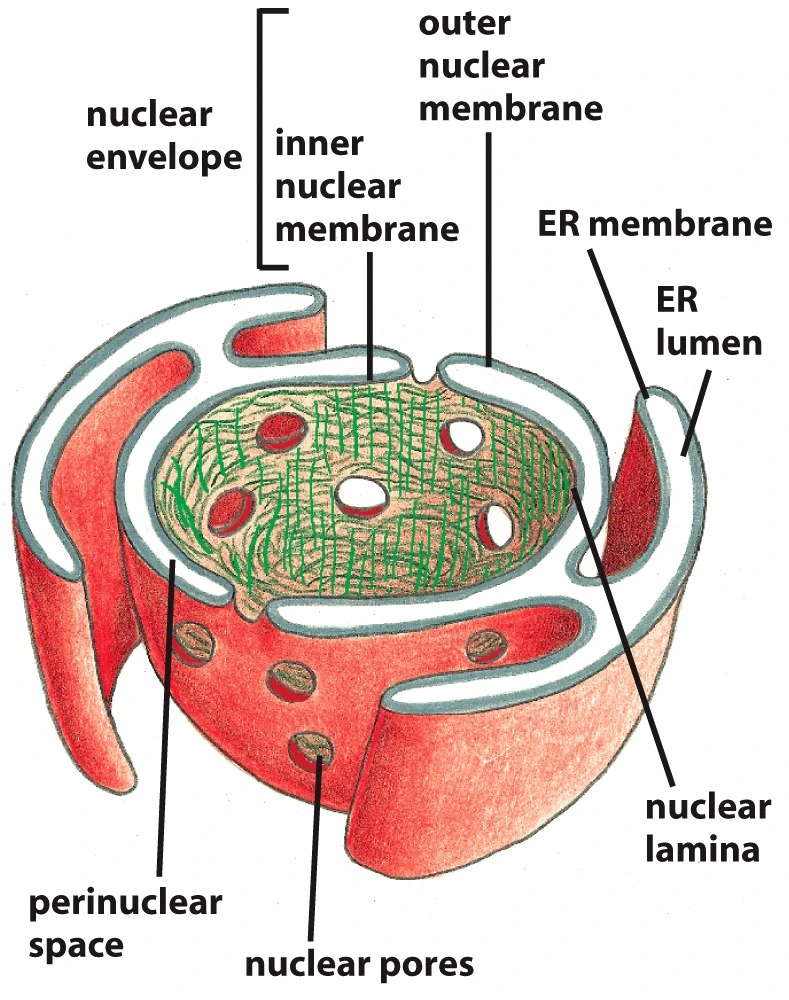 outer
nuclear
membrane
nuclear
envelope
inner
nuclear
membrane
ER membrane
ER
lumen
nuclear
lamina
perinuclear
space
nuclear pores